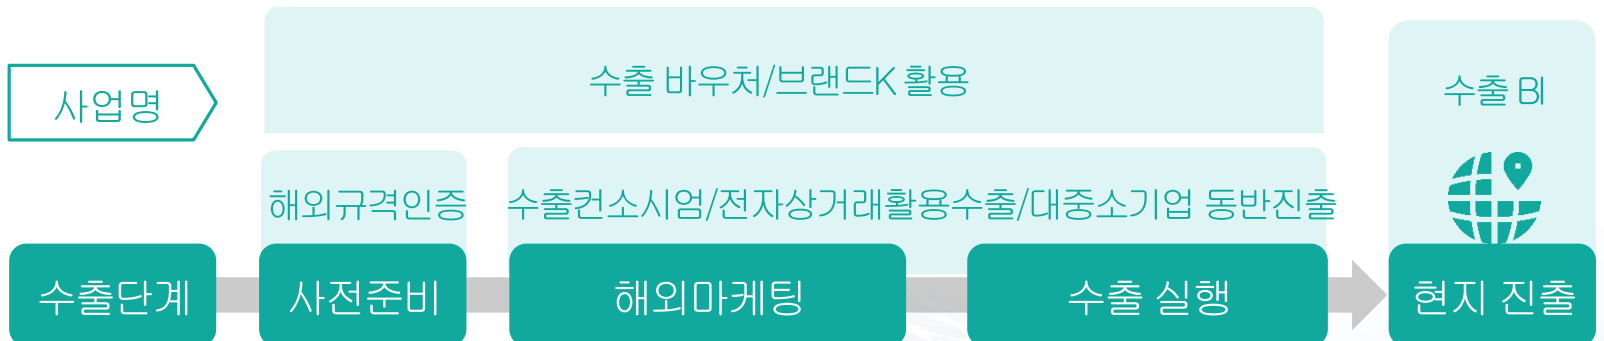 수출 바우처/브랜드K 활용
사업명
수출 BI
해외규격인증
수출컨소시엄/전자상거래활용수출/대중소기업 동반진출
수출단계
사전준비
해외마케팅
수출 실행
현지 진출